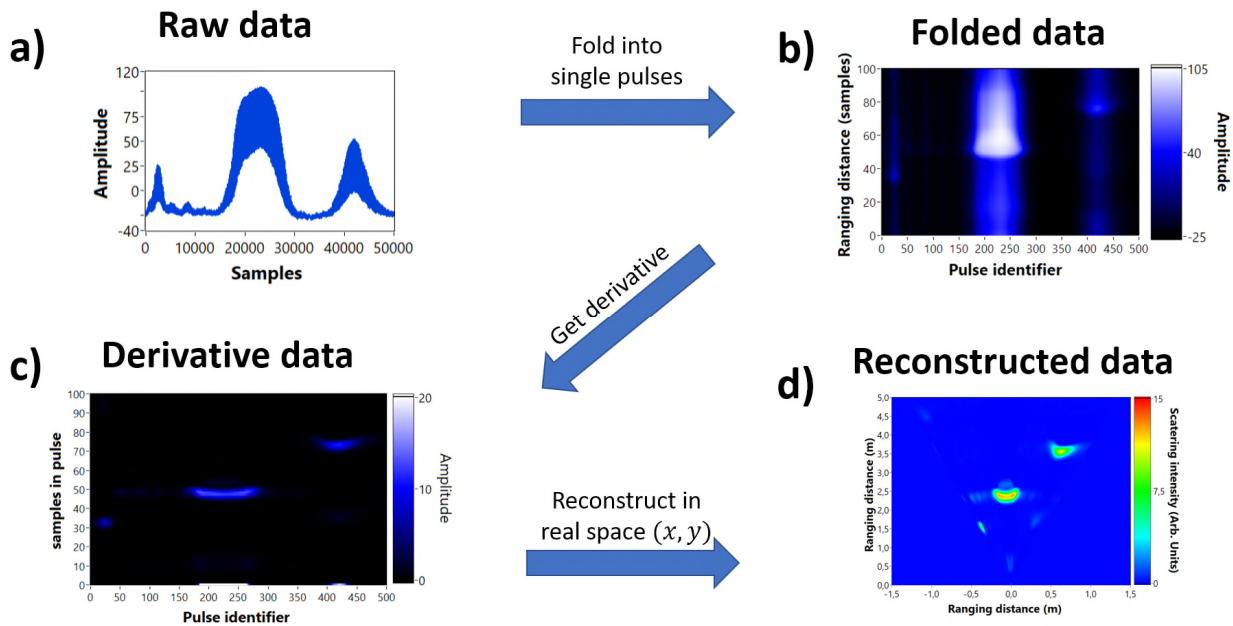 a)
Raw data
120
100
75
50
25
0
-40
Amplitude
0 10000 20000 30000 40000 50000
Samples
Fold into
single pulses
b)
Folded data
100
80
60
40
20
0
Ranging distance (samples)
0 50 100 150 200 250 300 350 400 450 500
Pulse identifier
105
40
-25
Amplitude
Get derivative
c)
Derivative data
100
90
80
70
60
50
40
30
20
10
0
samples in pulse
0 50 100 150 200 250 300 350 400 450 500
Pulse identifier
20
10
0
Amplitude
Reconstruct in
real space (x, y)
d)
Reconstructed data
5,0
4,5
4,0
3,5
3,0
2,5
2,0
1,5
1,0
0,5
0,0
Ranging distance (m)
-1,5 -1,0 -0,5 0,0 0,5 1,0 1,5
Ranging distance (m)
15
7,5
0
Scatering intensity (Arb. Units)